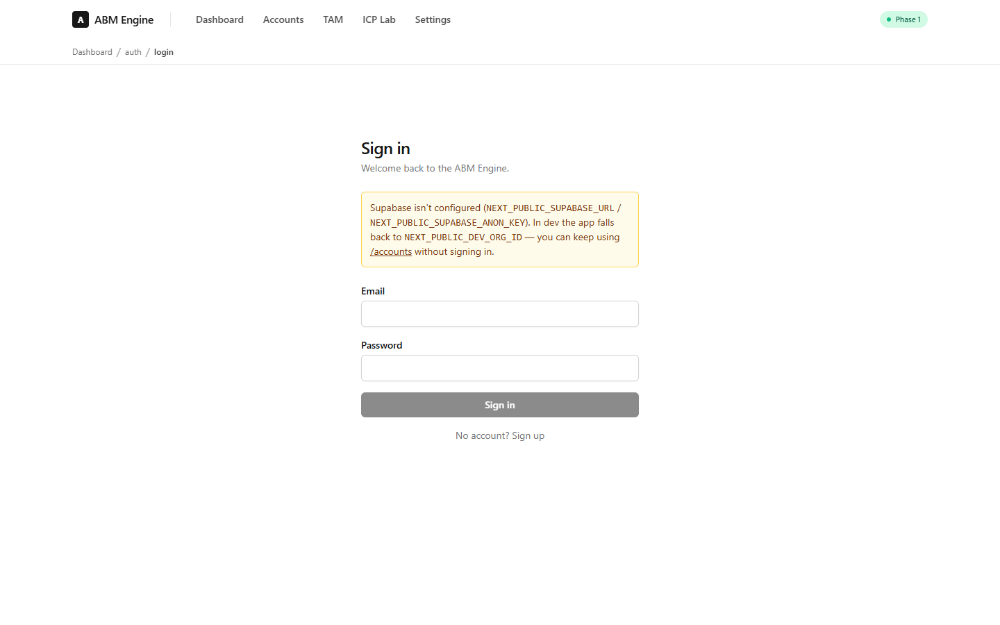 A ABM Engine Dashboard Accounts TAM ICP Lab Settings Phase 1
Dashboard / auth / login
Sign in
Welcome back to the ABM Engine.
Supabase isn't configured (NEXT_PUBLIC_SUPABASE_URL /
NEXT_PUBLIC_SUPABASE_ANON_KEY). In dev the app falls
back to NEXT_PUBLIC_DEV_ORG_ID — you can keep using
/accounts without signing in.
Email
Password
Sign in
No account? Sign up